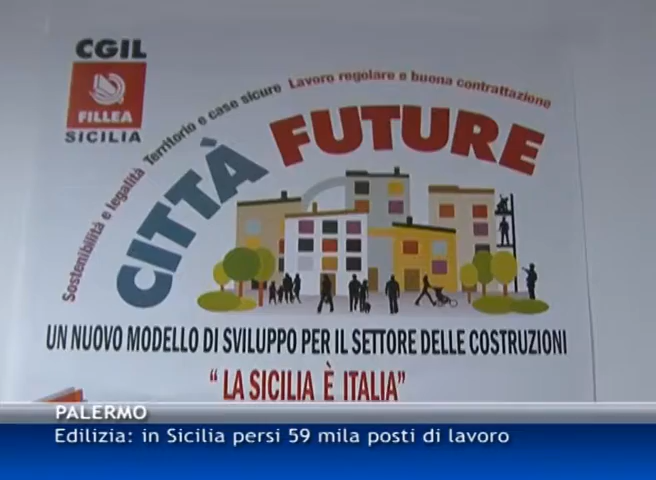 CGIL
FILLEA
SICILIA
Sostenibilità e legalità Territorio e case sicure Lavoro regolare e buona contrattazione
CITTÀ FUTURE
UN NUOVO MODELLO DI SVILUPPO PER IL SETTORE DELLE COSTRUZIONI
“LA SICILIA È ITALIA”
PALERMO
Edilizia: in Sicilia persi 59 mila posti di lavoro